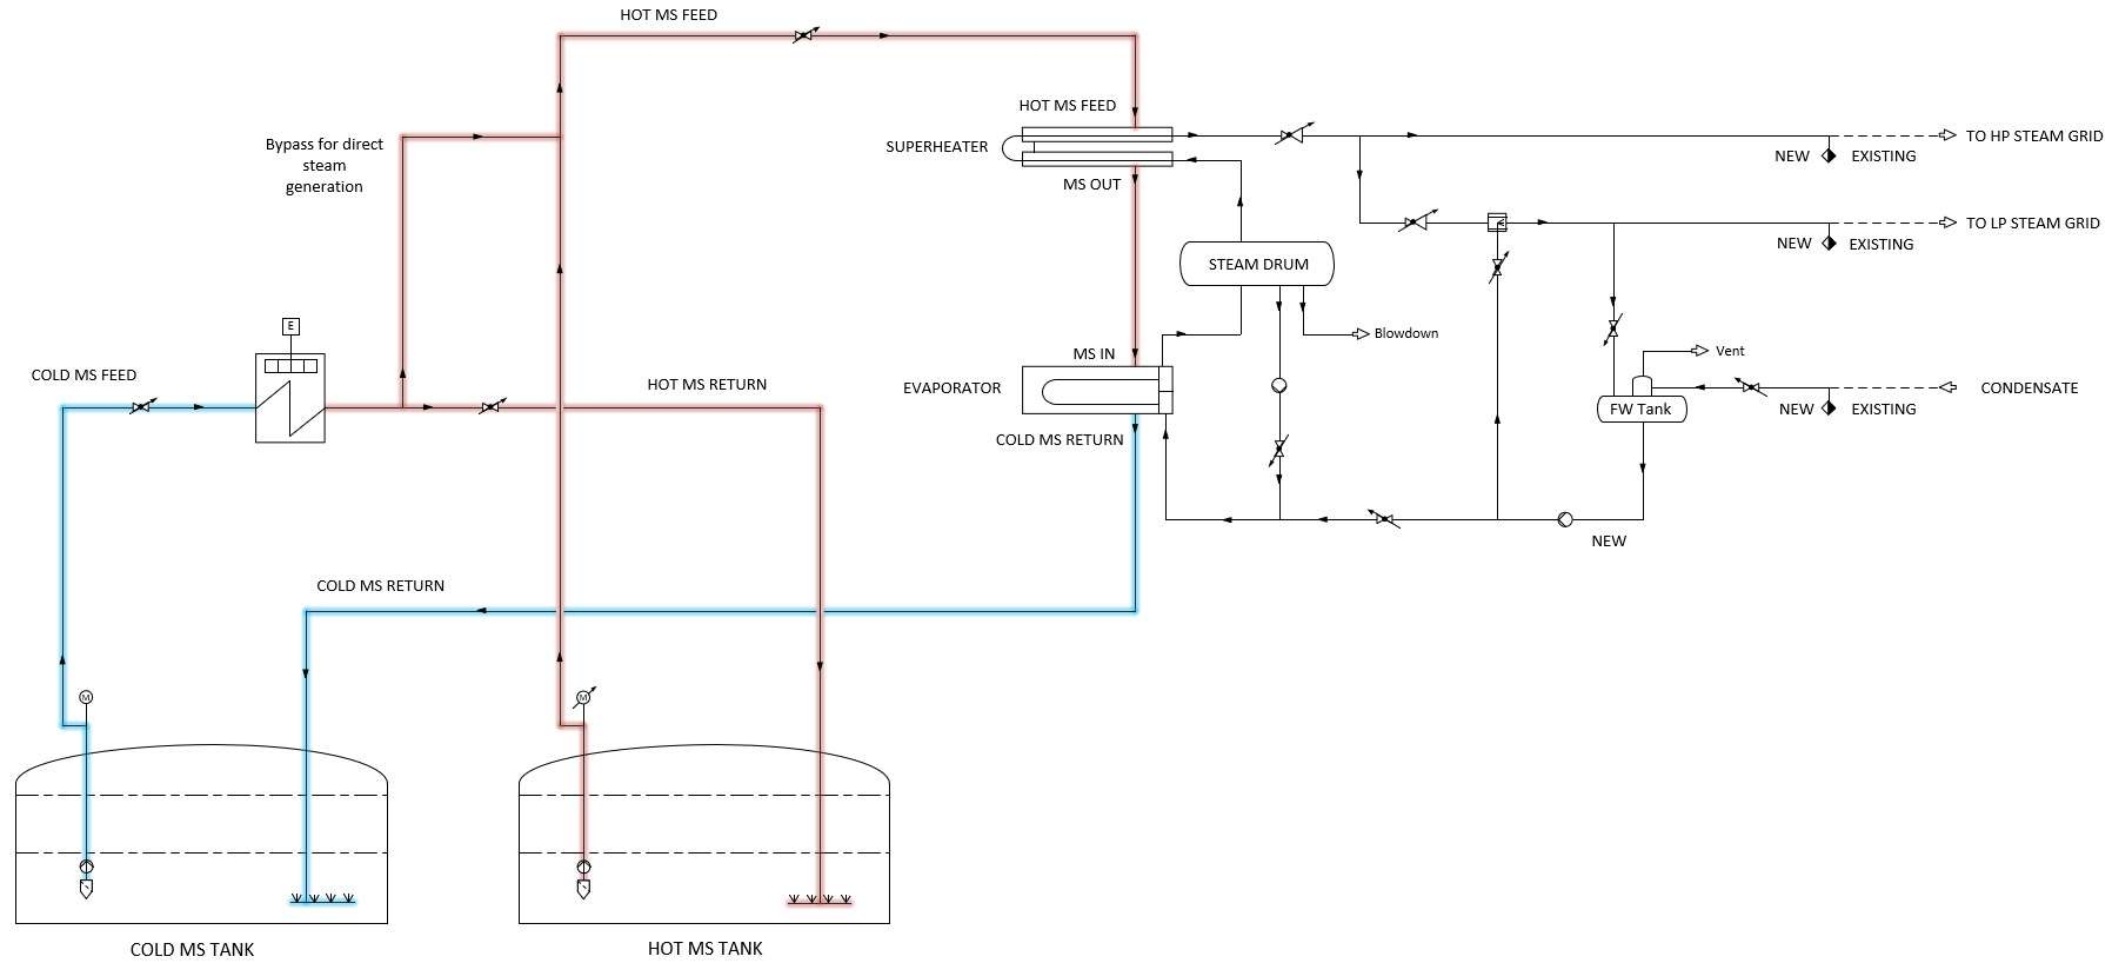 HOT MS FEED
HOT MS FEED
Bypass for direct
steam
generation
SUPERHEATER
TO HP STEAM GRID
NEW
EXISTING
MS OUT
TO LP STEAM GRID
NEW
EXISTING
STEAM DRUM
E
Blowdown
MS IN
Vent
COLD MS FEED
HOT MS RETURN
EVAPORATOR
CONDENSATE
FW Tank
NEW
EXISTING
COLD MS RETURN
NEW
COLD MS RETURN
M
M
COLD MS TANK
HOT MS TANK